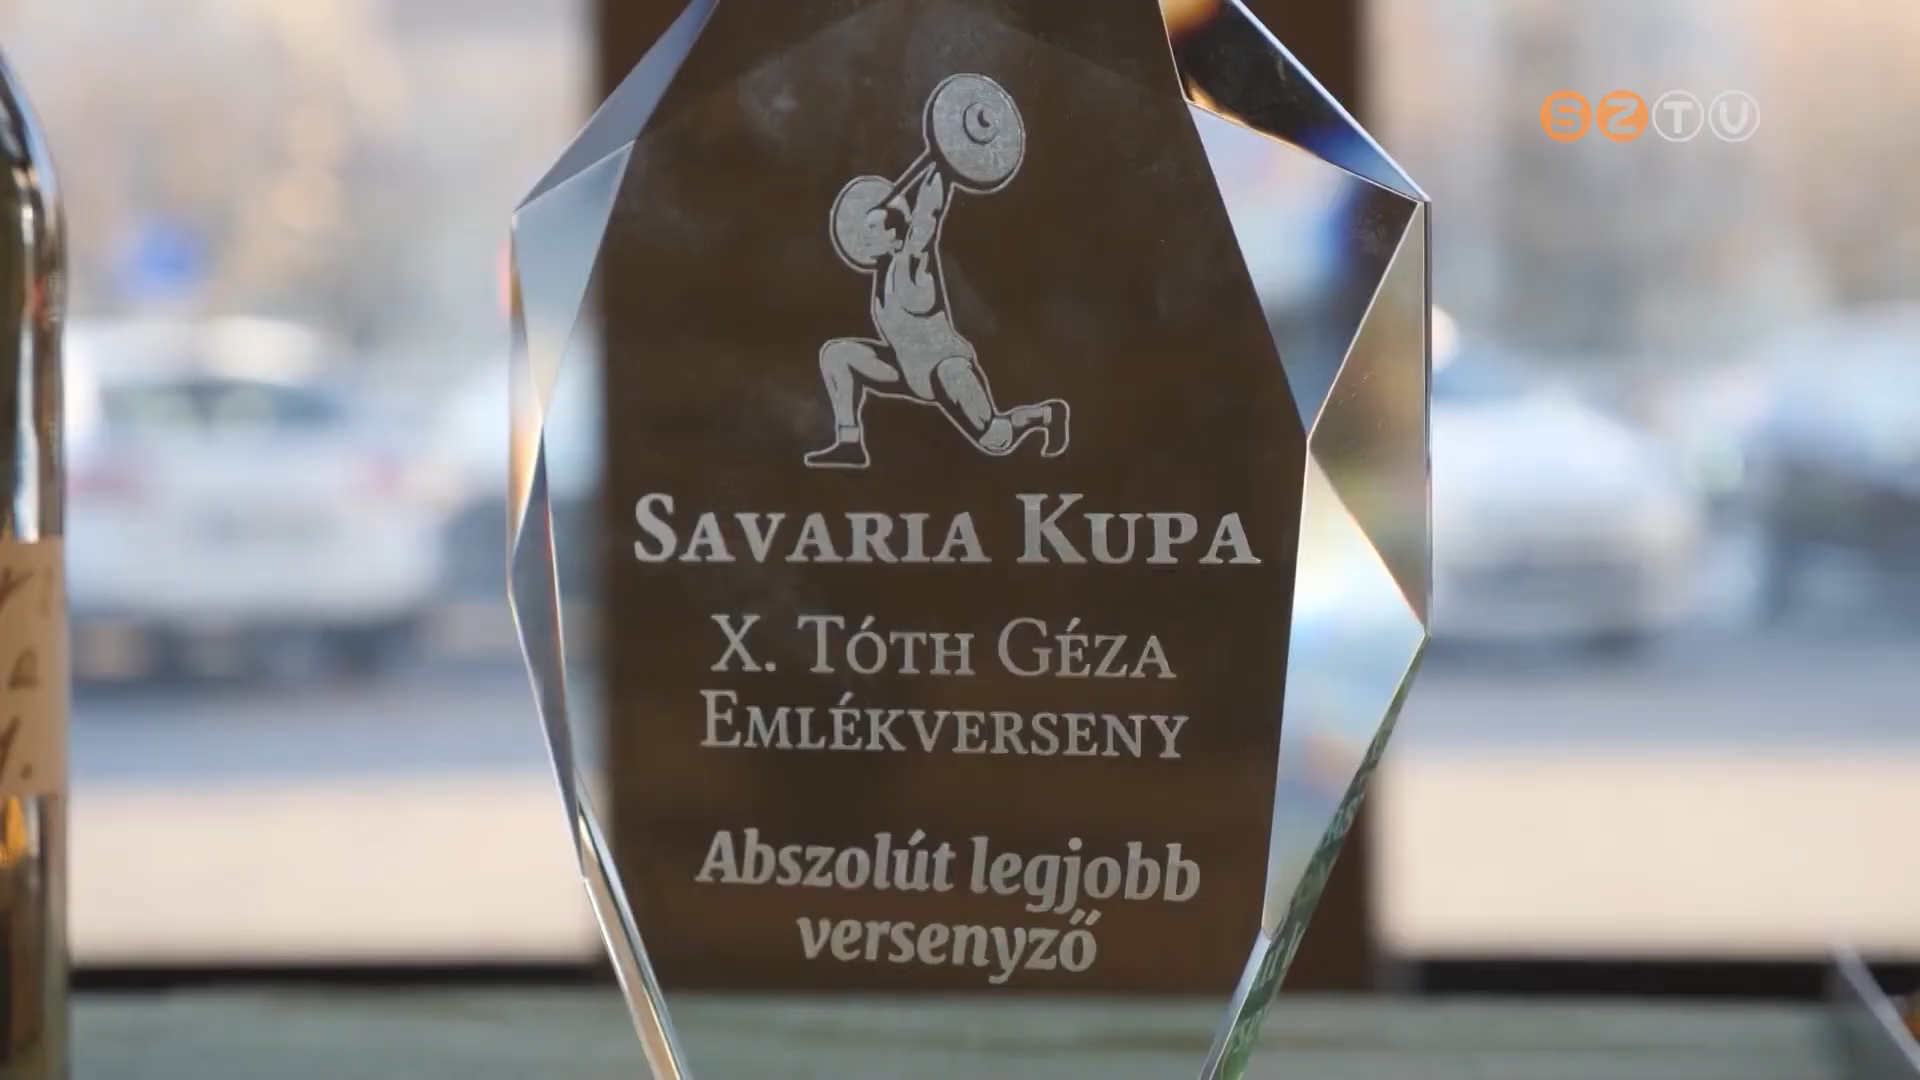 SZTV
SAVARIA KUPA
X. TÓTH GÉZA
EMLÉKVERSENY
Abszolút legjobb
versenyző